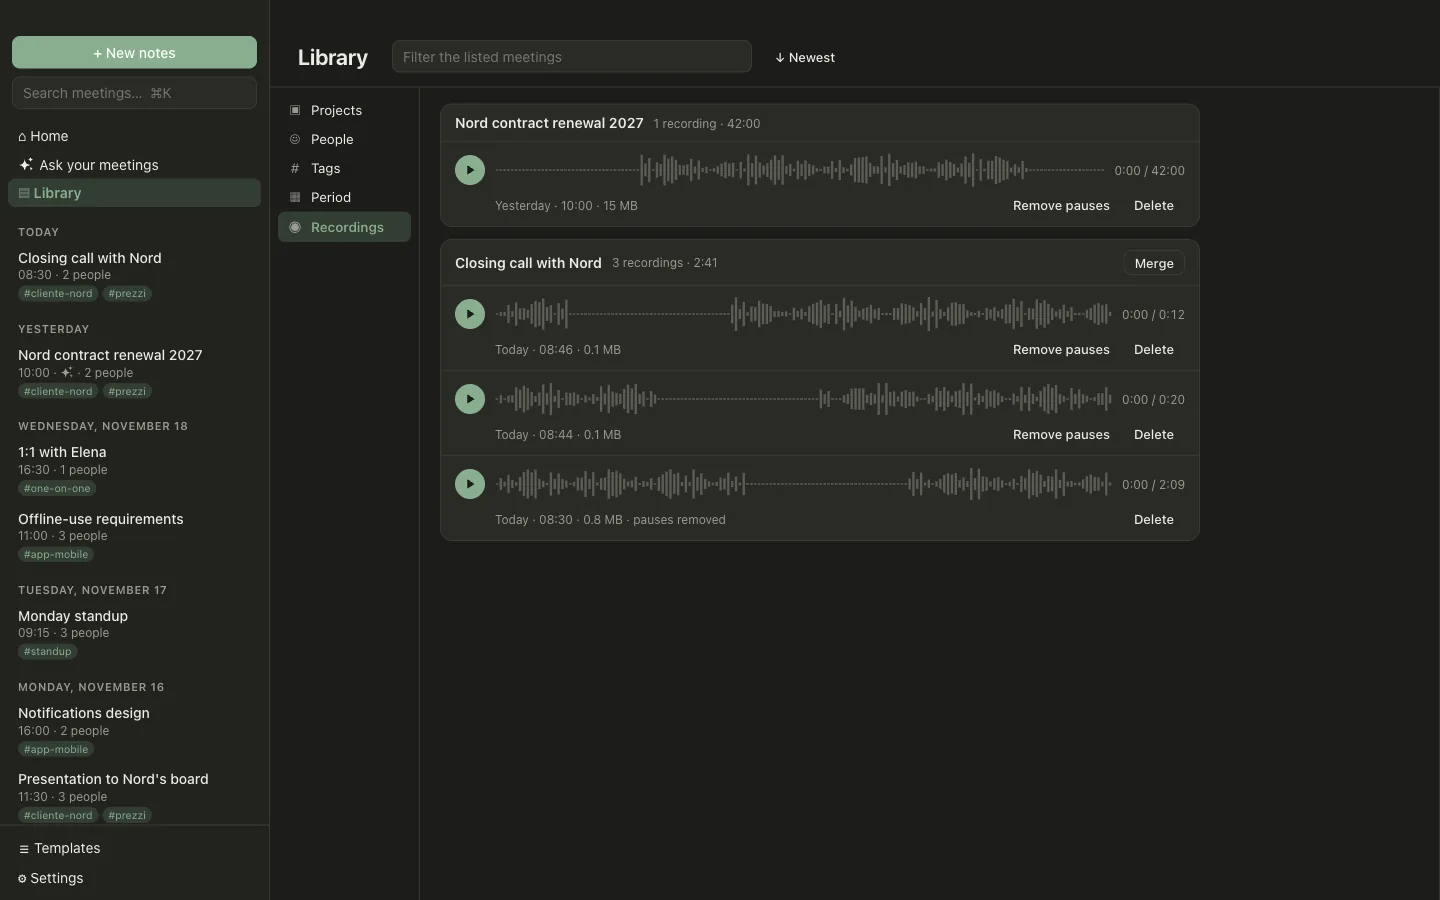 + New notes
Search meetings... ⌘K
Home
Ask your meetings
Library
TODAY
Closing call with Nord
08:30 · 2 people
#cliente-nord #prezzi
YESTERDAY
Nord contract renewal 2027
10:00 · · 2 people
#cliente-nord #prezzi
WEDNESDAY, NOVEMBER 18
1:1 with Elena
16:30 · 1 people
#one-on-one
Offline-use requirements
11:00 · 3 people
#app-mobile
TUESDAY, NOVEMBER 17
Monday standup
09:15 · 3 people
#standup
MONDAY, NOVEMBER 16
Notifications design
16:00 · 2 people
#app-mobile
Presentation to Nord's board
11:30 · 3 people
#cliente-nord #prezzi
Templates
Settings
Library
Filter the listed meetings
↓ Newest
Projects
People
# Tags
Period
Recordings
Nord contract renewal 2027 1 recording · 42:00
0:00 / 42:00
Yesterday · 10:00 · 15 MB Remove pauses Delete
Closing call with Nord 3 recordings · 2:41 Merge
0:00 / 0:12
Today · 08:46 · 0.1 MB Remove pauses Delete
0:00 / 0:20
Today · 08:44 · 0.1 MB Remove pauses Delete
0:00 / 2:09
Today · 08:30 · 0.8 MB · pauses removed Delete